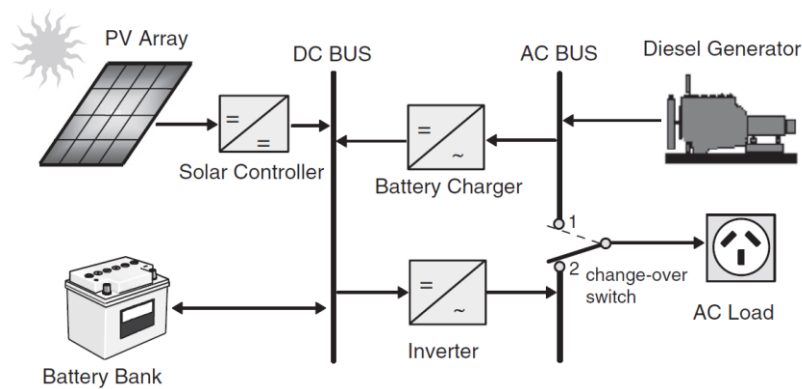 PV Array
DC BUS
AC BUS
Diesel Generator
=
=
Solar Controller
=
~
Battery Charger
1
2
change-over
switch
AC Load
=
~
Inverter
Battery Bank